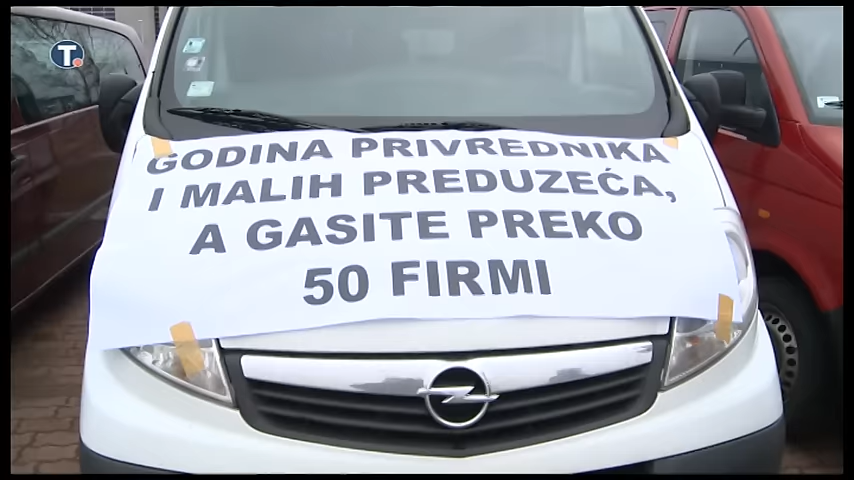 T.
GODINA PRIVREDNIKA
I MALIH PREDUZEĆA,
A GASITE PREKO
50 FIRMI